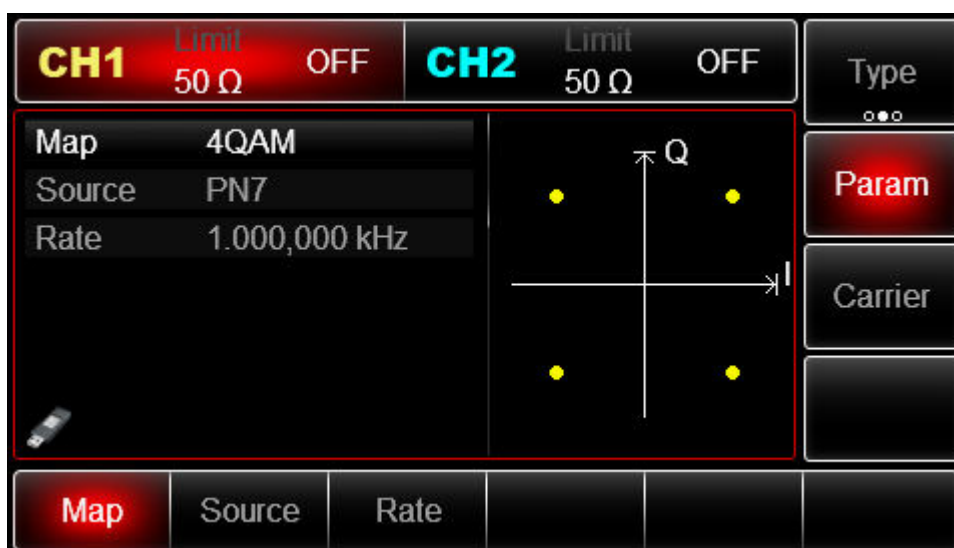 CH1 Limit 50 Ω OFF CH2 Limit 50 Ω OFF
Type
Map 4QAM
Source PN7
Rate 1.000,000 kHz
Q
I
Param
Carrier
Map Source Rate